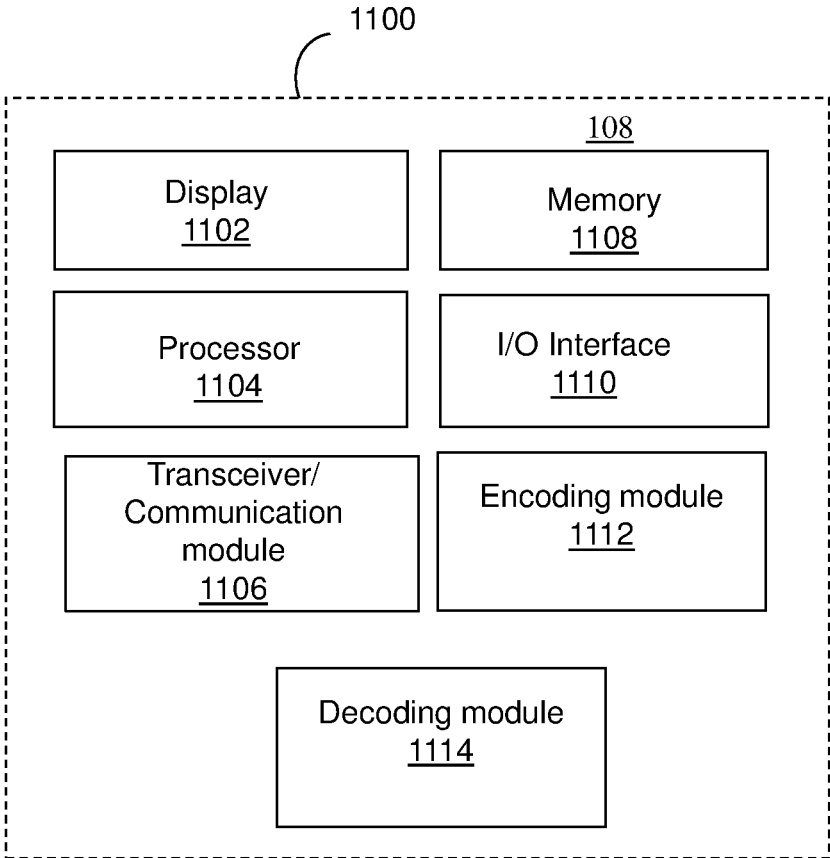 1100
108
Display
1102
Memory
1108
Processor
1104
I/O Interface
1110
Transceiver/
Communication
module
1106
Encoding module
1112
Decoding module
1114